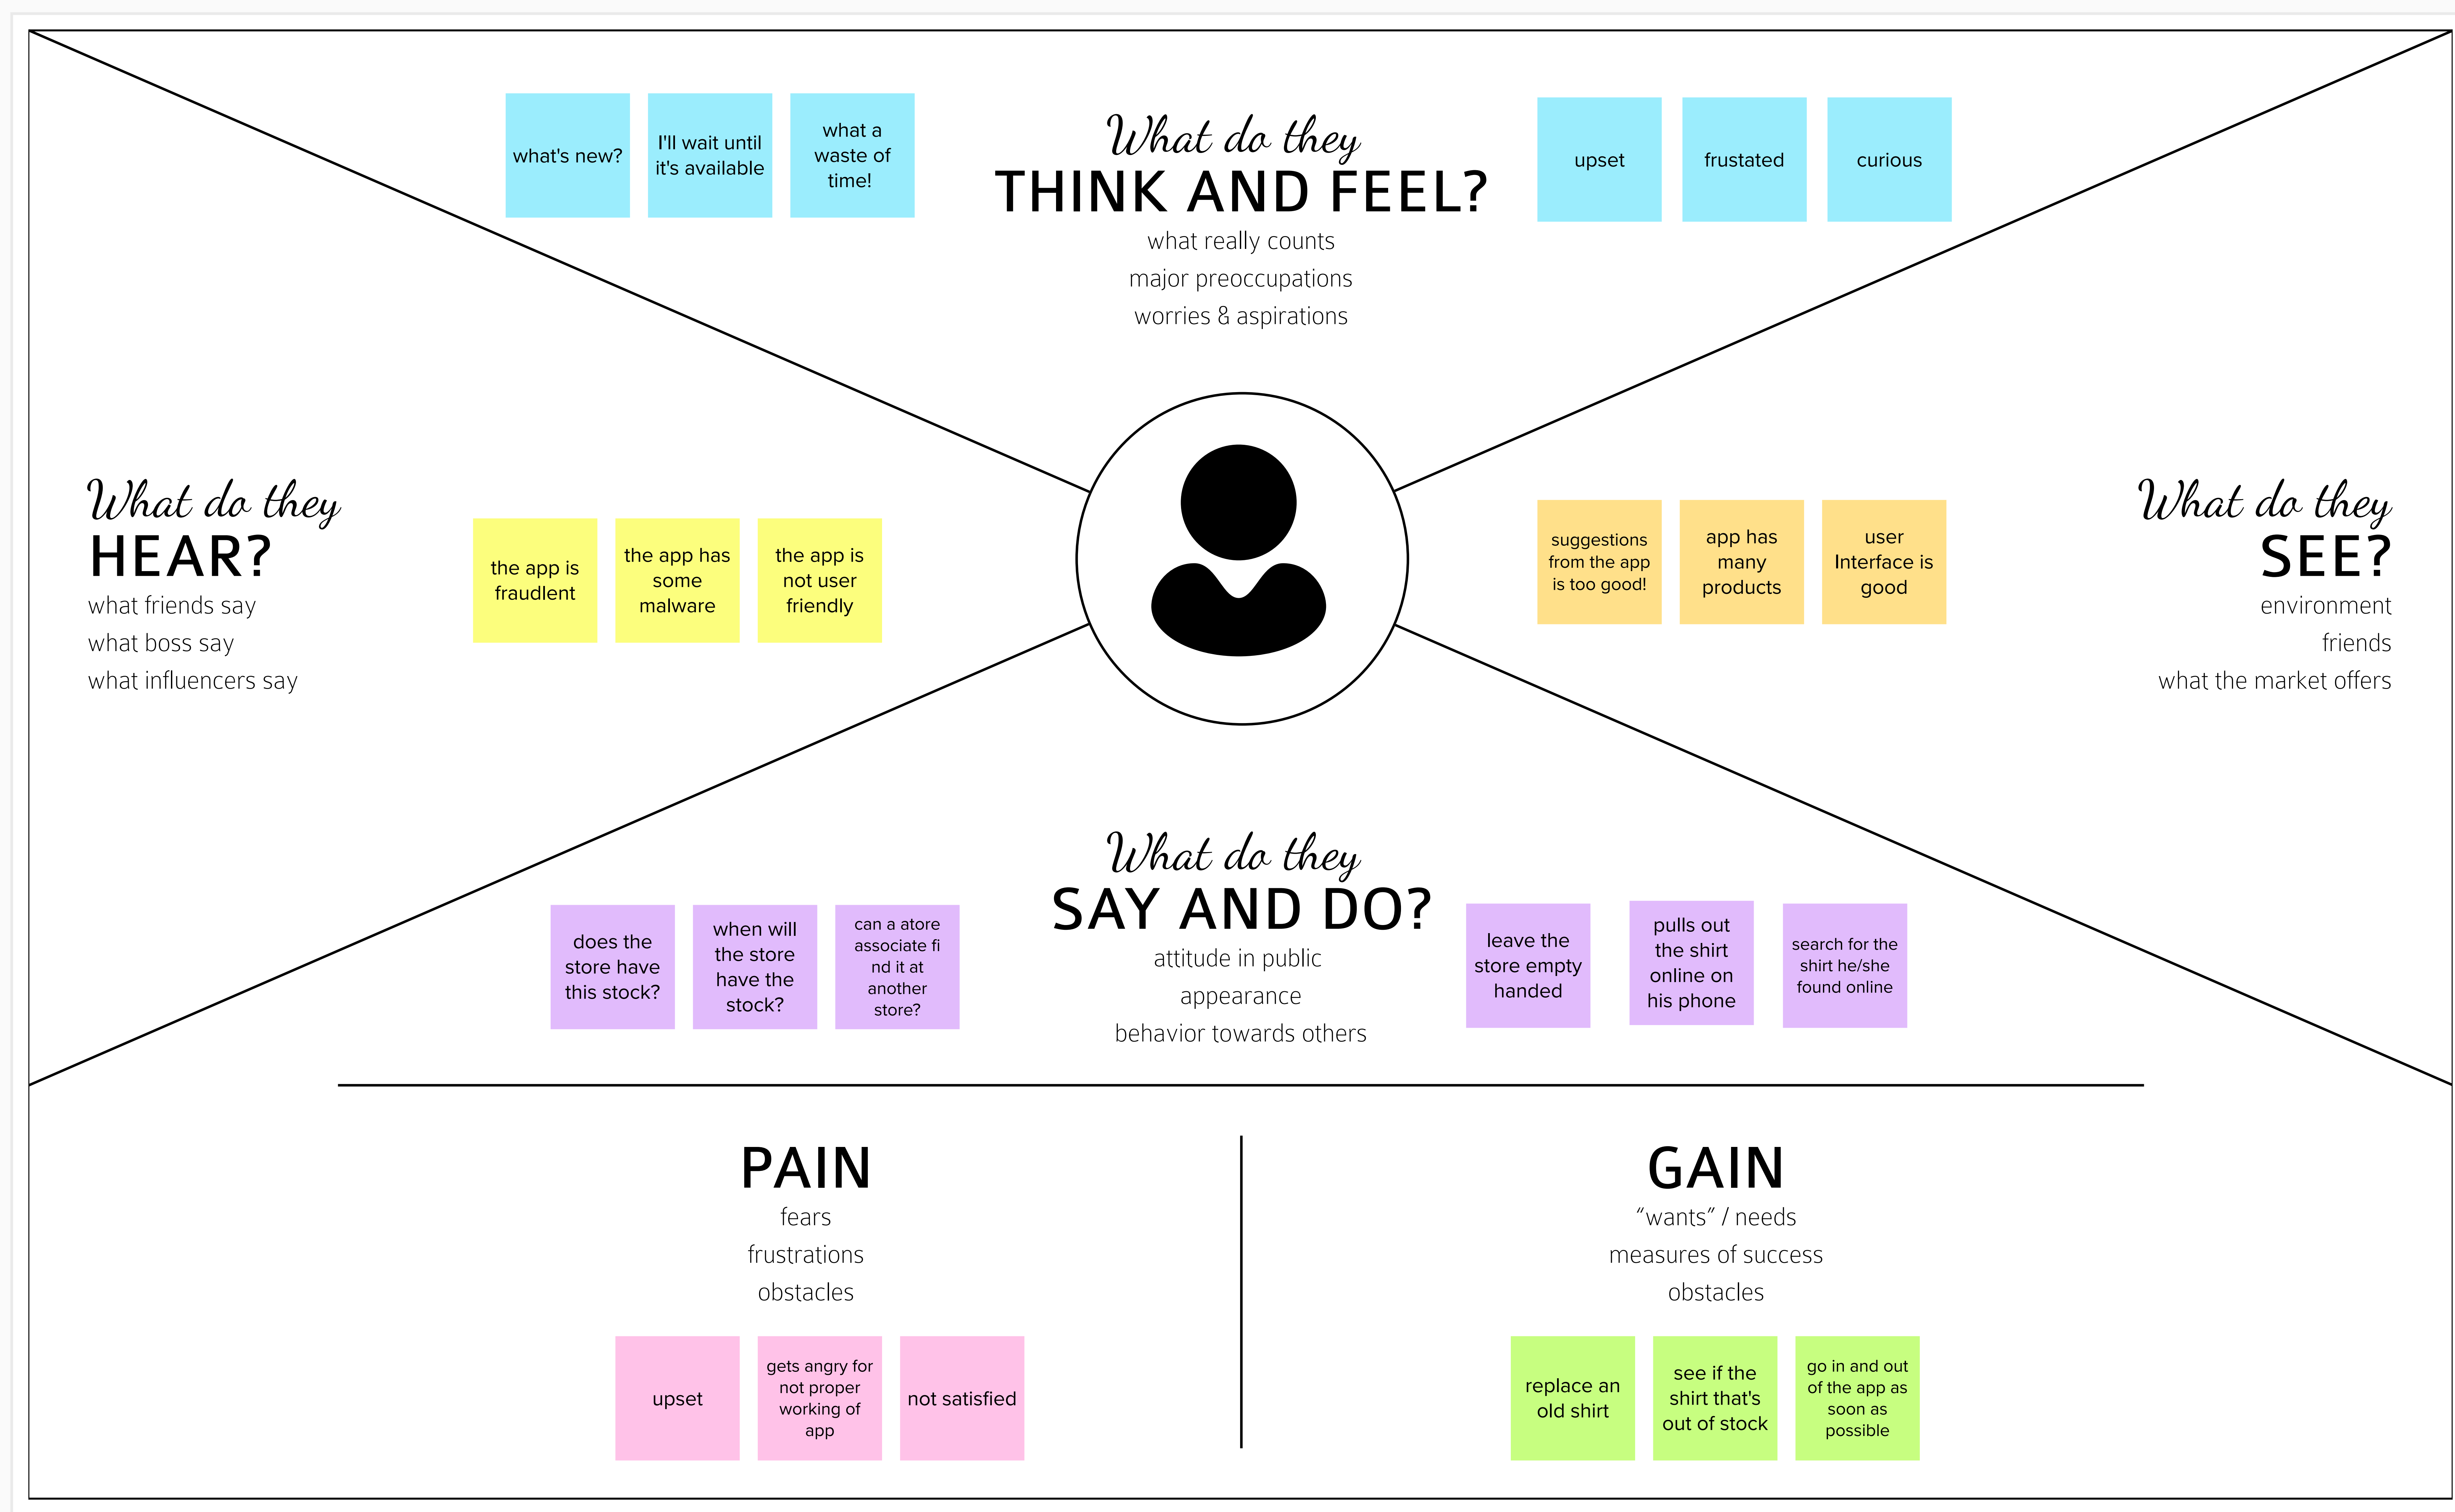 what's new?
I'll wait until
it's available
what a
waste of
time!
What do they
THINK AND FEEL?
what really counts
major preoccupations
worries & aspirations
upset
frustated
curious
What do they
HEAR?
what friends say
what boss say
what influencers say
the app is
fraudlent
the app has
some
malware
the app is
not user
friendly
suggestions
from the app
is too good!
app has
many
products
user
Interface is
good
What do they
SEE?
environment
friends
what the market offers
does the
store have
this stock?
when will
the store
have the
stock?
can a atore
associate fi
nd it at
another
store?
What do they
SAY AND DO?
attitude in public
appearance
behavior towards others
leave the
store empty
handed
pulls out
the shirt
online on
his phone
search for the
shirt he/she
found online
PAIN
fears
frustrations
obstacles
upset
gets angry for
not proper
working of
app
not satisfied
GAIN
“wants” / needs
measures of success
obstacles
replace an
old shirt
see if the
shirt that's
out of stock
go in and out
of the app as
soon as
possible